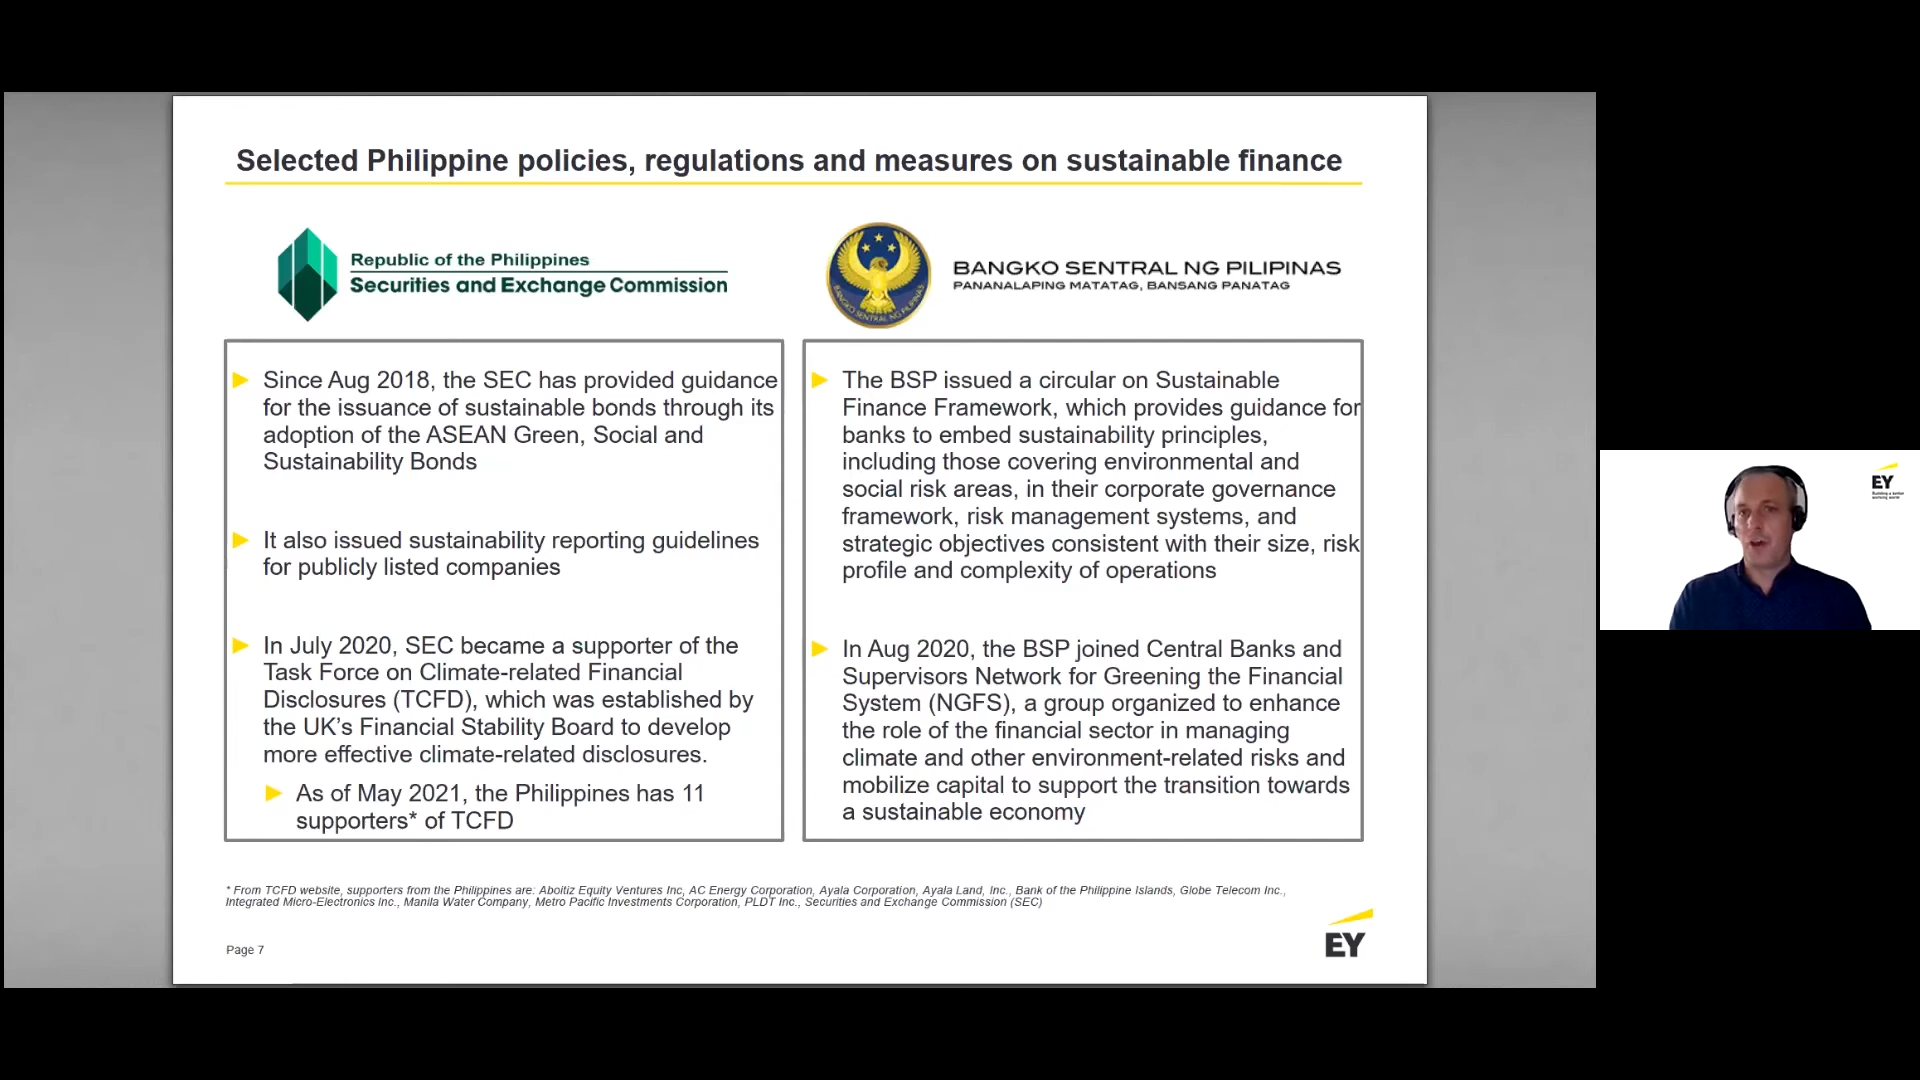 Selected Philippine policies, regulations and measures on sustainable finance
Republic of the Philippines
Securities and Exchange Commission
BANGKO SENTRAL NG PILIPINAS
BANGKO SENTRAL NG PILIPINAS
PANANALAPING MATATAG, BANSANG PANATAG
Since Aug 2018, the SEC has provided guidance
for the issuance of sustainable bonds through its
adoption of the ASEAN Green, Social and
Sustainability Bonds
It also issued sustainability reporting guidelines
for publicly listed companies
In July 2020, SEC became a supporter of the
Task Force on Climate-related Financial
Disclosures (TCFD), which was established by
the UK’s Financial Stability Board to develop
more effective climate-related disclosures.
As of May 2021, the Philippines has 11
supporters* of TCFD
The BSP issued a circular on Sustainable
Finance Framework, which provides guidance for
banks to embed sustainability principles,
including those covering environmental and
social risk areas, in their corporate governance
framework, risk management systems, and
strategic objectives consistent with their size, risk
profile and complexity of operations
In Aug 2020, the BSP joined Central Banks and
Supervisors Network for Greening the Financial
System (NGFS), a group organized to enhance
the role of the financial sector in managing
climate and other environment-related risks and
mobilize capital to support the transition towards
a sustainable economy
* From TCFD website, supporters from the Philippines are: Aboitiz Equity Ventures Inc, AC Energy Corporation, Ayala Corporation, Ayala Land, Inc., Bank of the Philippine Islands, Globe Telecom Inc.,
Integrated Micro-Electronics Inc., Manila Water Company, Metro Pacific Investments Corporation, PLDT Inc., Securities and Exchange Commission (SEC)
Page 7
EY
EY
Building a better
working world